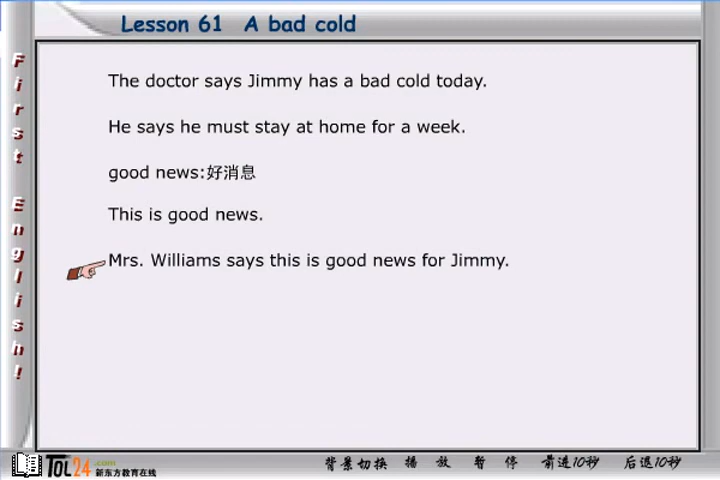 Lesson 61 A bad cold
First English!
The doctor says Jimmy has a bad cold today.
He says he must stay at home for a week.
good news:好消息
This is good news.
Mrs. Williams says this is good news for Jimmy.
TOL24.com
新东方教育在线
背景切换 播放 暂停 前进10秒 后退10秒